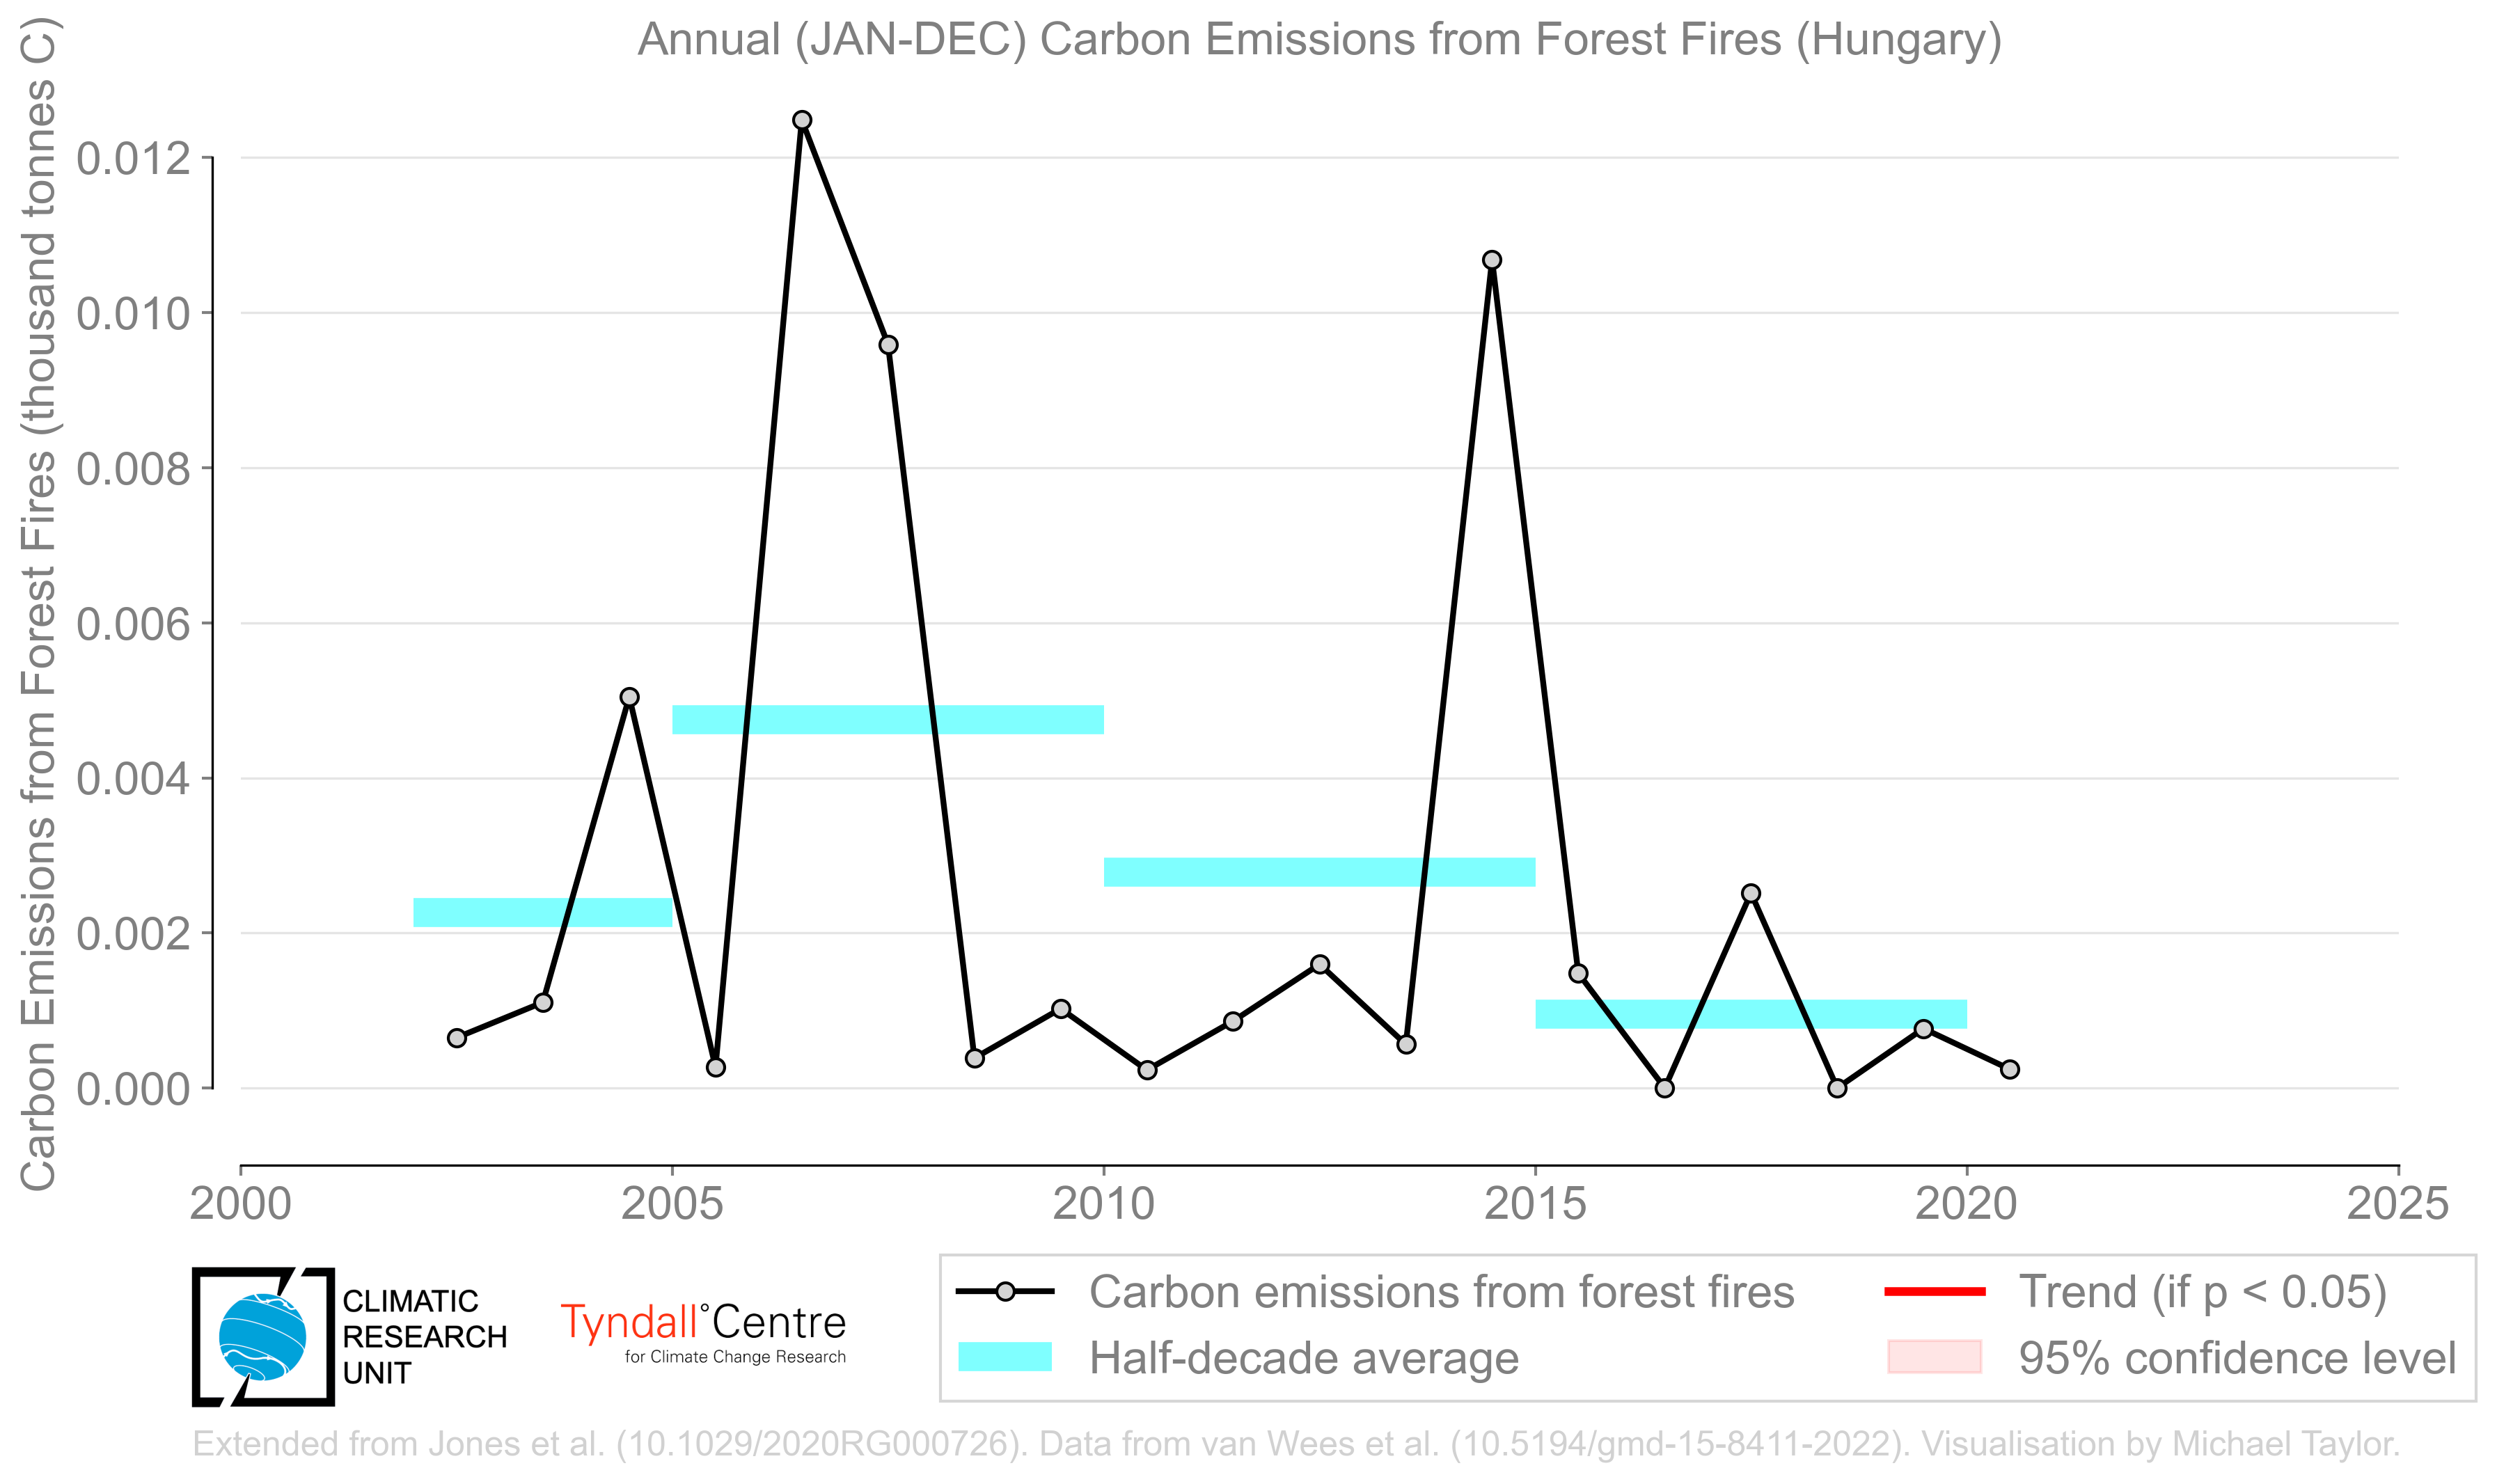 Annual (JAN-DEC) Carbon Emissions from Forest Fires (Hungary)
Carbon Emissions from Forest Fires (thousand tonnes C)
0.012
0.010
0.008
0.006
0.004
0.002
0.000
2000 2005 2010 2015 2020 2025
CLIMATIC
RESEARCH
UNIT
Tyndall°Centre
for Climate Change Research
Carbon emissions from forest fires
Half-decade average
Trend (if p < 0.05)
95% confidence level
Extended from Jones et al. (10.1029/2020RG000726). Data from van Wees et al. (10.5194/gmd-15-8411-2022). Visualisation by Michael Taylor.